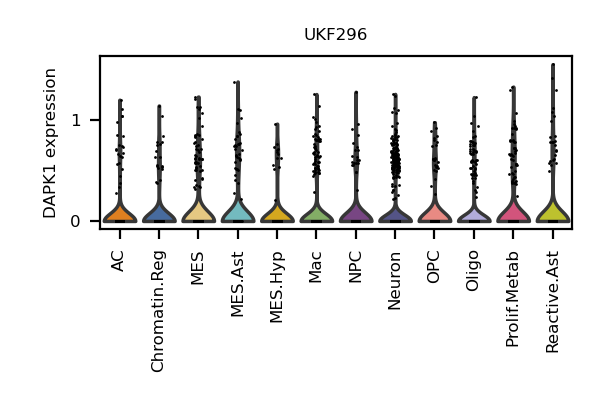 UKF296
DAPK1 expression
1
0
AC
Chromatin.Reg
MES
MES.Ast
MES.Hyp
Mac
NPC
Neuron
OPC
Oligo
Prolif.Metab
Reactive.Ast